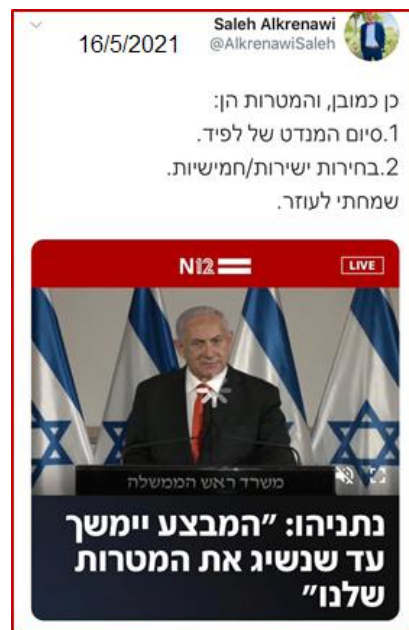 Saleh Alkrenawi
@AlkrenawiSaleh
16/5/2021
כן כמובן, והמטרות הן:
1.סיום המנדט של לפיד.
2.בחירות ישירות/חמישיות.
שמחתי לעוזר.
N12
LIVE
משרד ראש הממשלה
נתניהו: "המבצע יימשך
עד שנשיג את המטרות
שלנו"